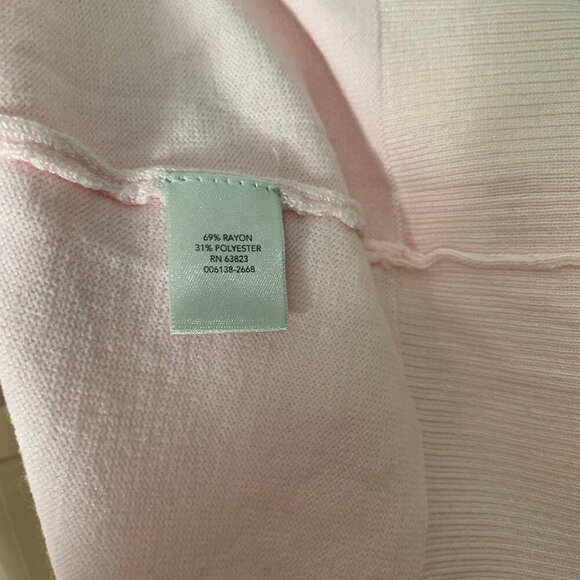 69% RAYON
31% POLYESTER
RN 63823
006138-2668